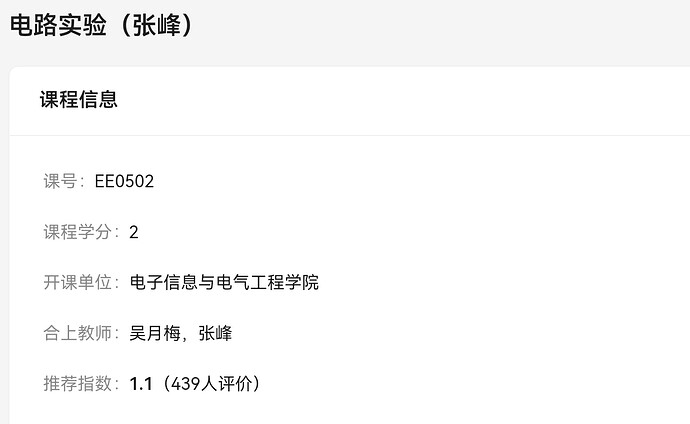 电路实验（张峰）
课程信息
课号：EE0502
课程学分：2
开课单位：电子信息与电气工程学院
合上教师：吴月梅，张峰
推荐指数：1.1（439人评价）